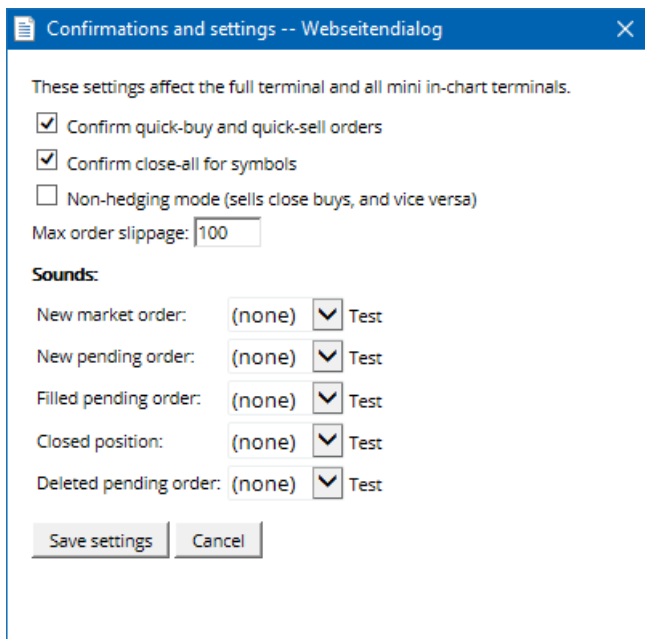 Confirmations and settings -- Webseitendialog
These settings affect the full terminal and all mini in-chart terminals.
Confirm quick-buy and quick-sell orders
Confirm close-all for symbols
Non-hedging mode (sells close buys, and vice versa)
Max order slippage: 100
Sounds:
New market order: (none) Test
New pending order: (none) Test
Filled pending order: (none) Test
Closed position: (none) Test
Deleted pending order: (none) Test
Save settings Cancel